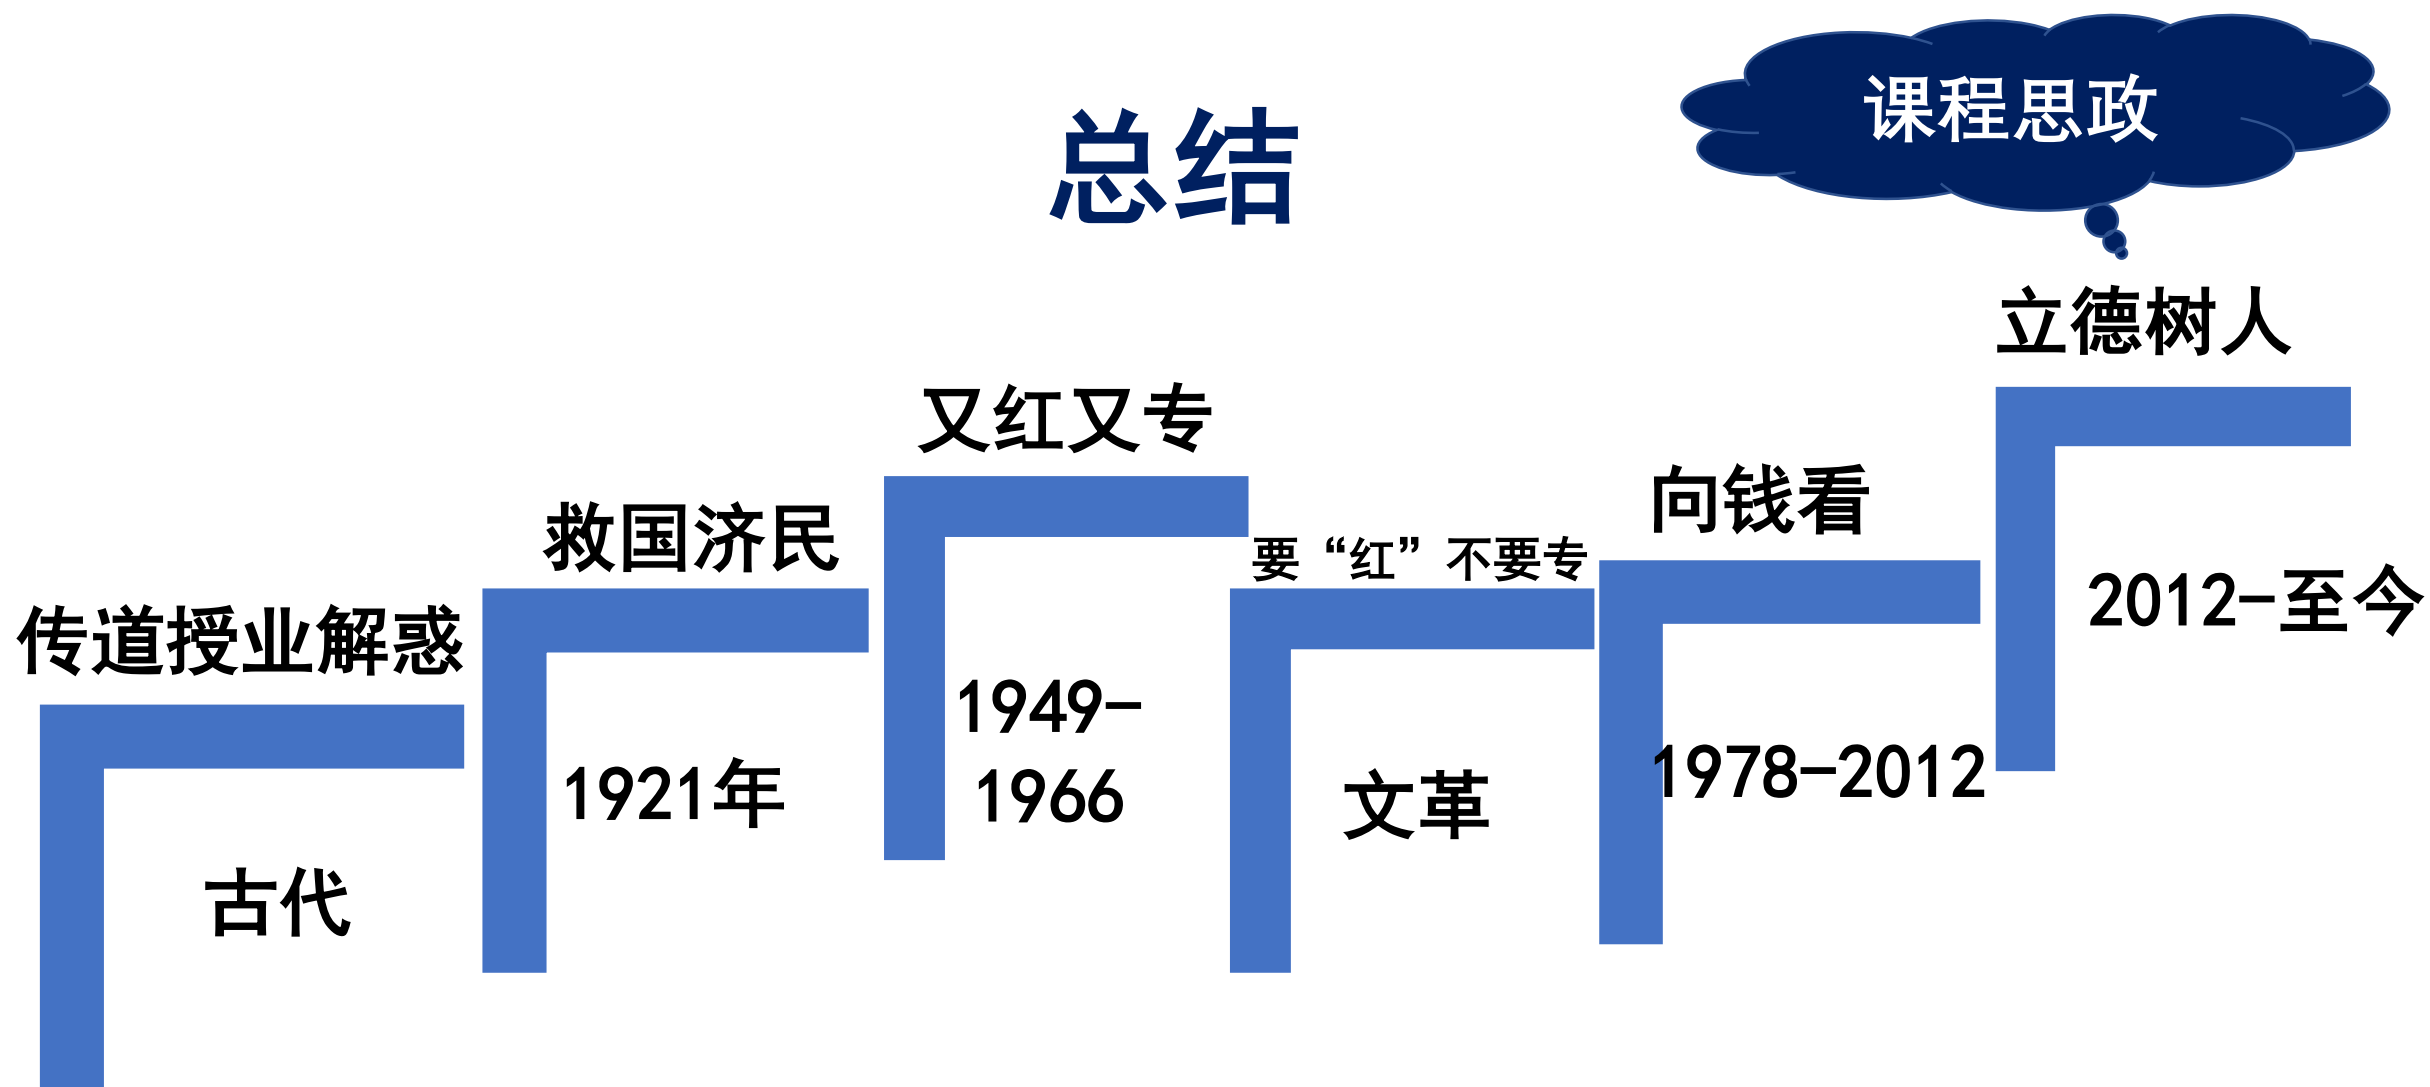 总结
课程思政
传道授业解惑
古代
救国济民
1921年
又红又专
1949-
1966
要“红”不要专
文革
向钱看
1978-2012
立德树人
2012-至今